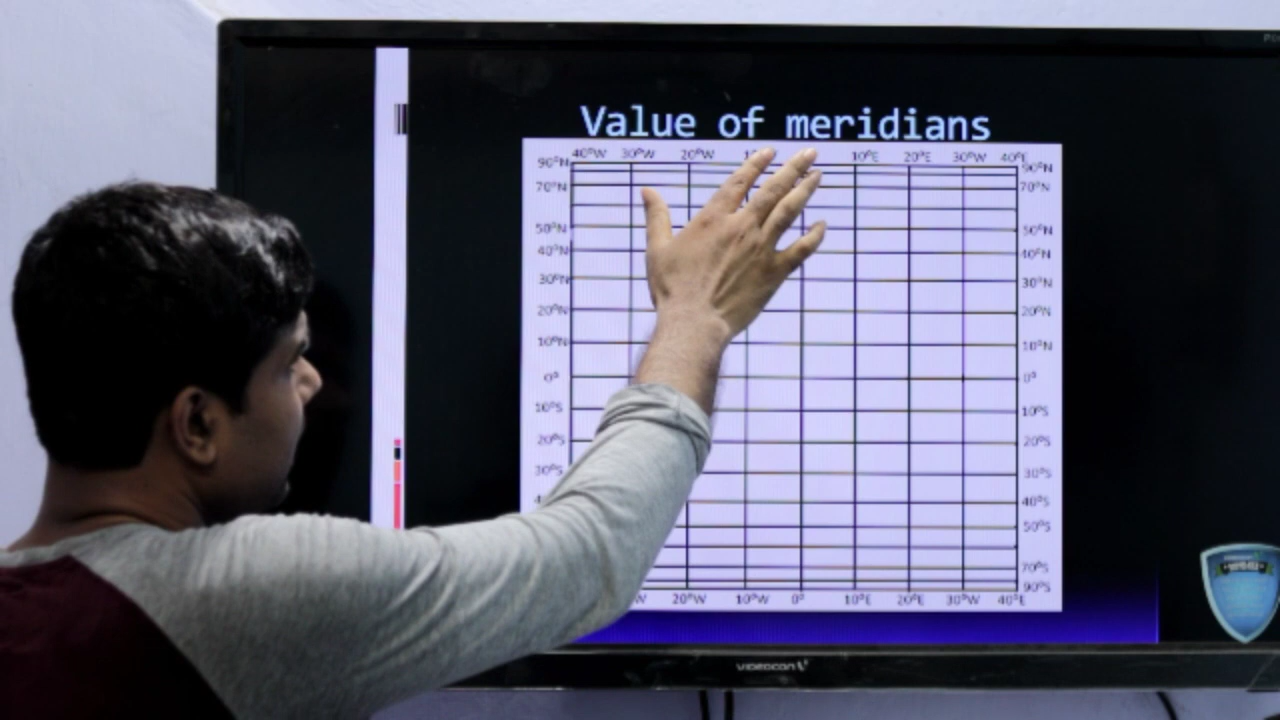 Value of meridians
40°W 30°W 20°W 10°E 20°E 30°W 40°E
90°N 90°N
70°N 70°N
50°N 50°N
40°N 40°N
30°N 30°N
20°N 20°N
10°N 10°N
0° 0°
10°S 10°S
20°S 20°S
30°S 30°S
40°S
50°S
70°S
90°S
20°W 10°W 0° 10°E 20°E 30°W 40°E
VIDEOCON